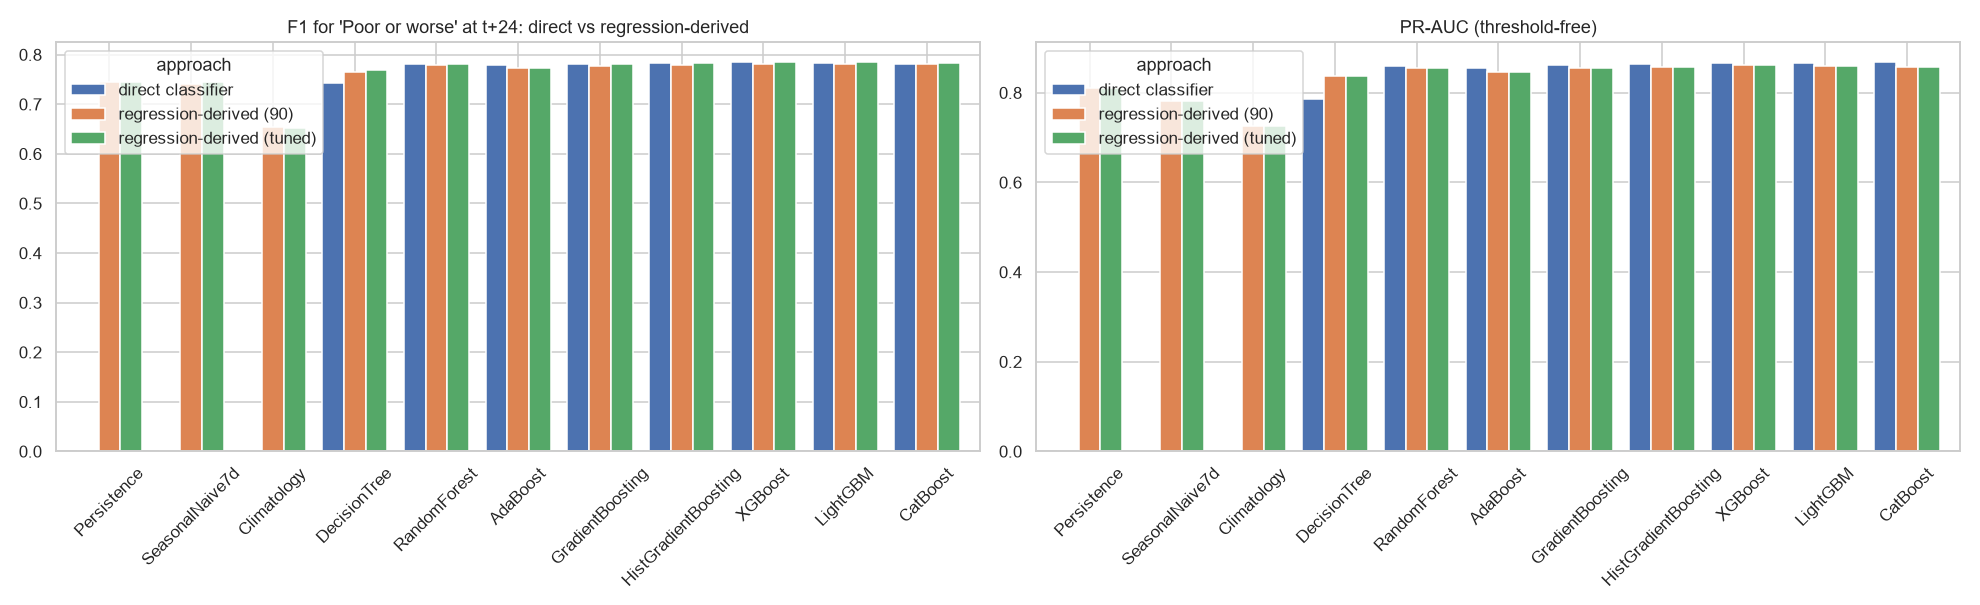 F1 for 'Poor or worse' at t+24: direct vs regression-derived
0.8
0.7
0.6
0.5
0.4
0.3
0.2
0.1
0.0
approach
direct classifier
regression-derived (90)
regression-derived (tuned)
Persistence
SeasonalNaive7d
Climatology
DecisionTree
RandomForest
AdaBoost
GradientBoosting
HistGradientBoosting
XGBoost
LightGBM
CatBoost
PR-AUC (threshold-free)
0.8
0.6
0.4
0.2
0.0
approach
direct classifier
regression-derived (90)
regression-derived (tuned)
Persistence
SeasonalNaive7d
Climatology
DecisionTree
RandomForest
AdaBoost
GradientBoosting
HistGradientBoosting
XGBoost
LightGBM
CatBoost